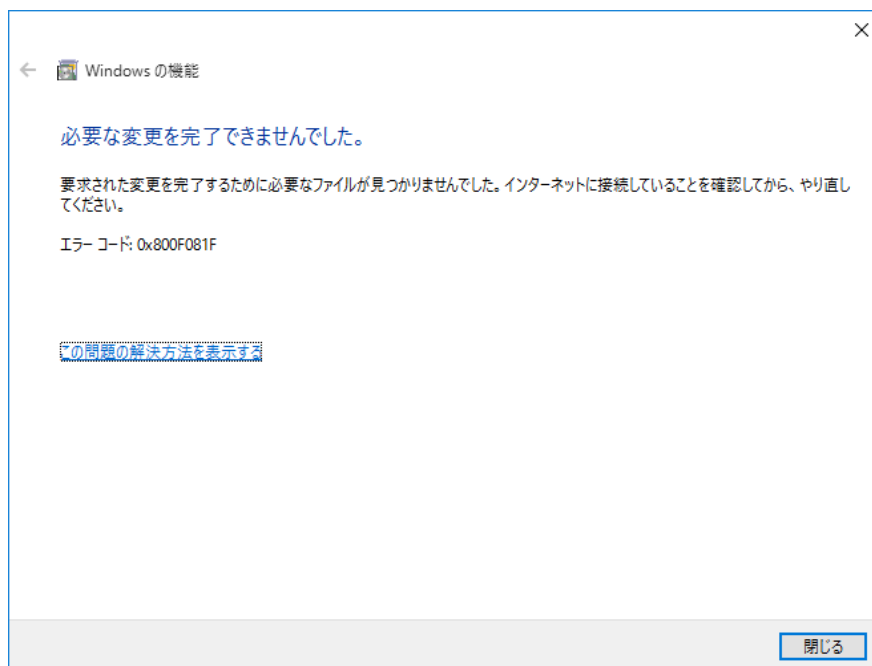 Windows の機能
必要な変更を完了できませんでした。
要求された変更を完了するために必要なファイルが見つかりませんでした。インターネットに接続していることを確認してから、やり直し
てください。
エラー コード: 0x800F081F
この問題の解決方法を表示する
閉じる